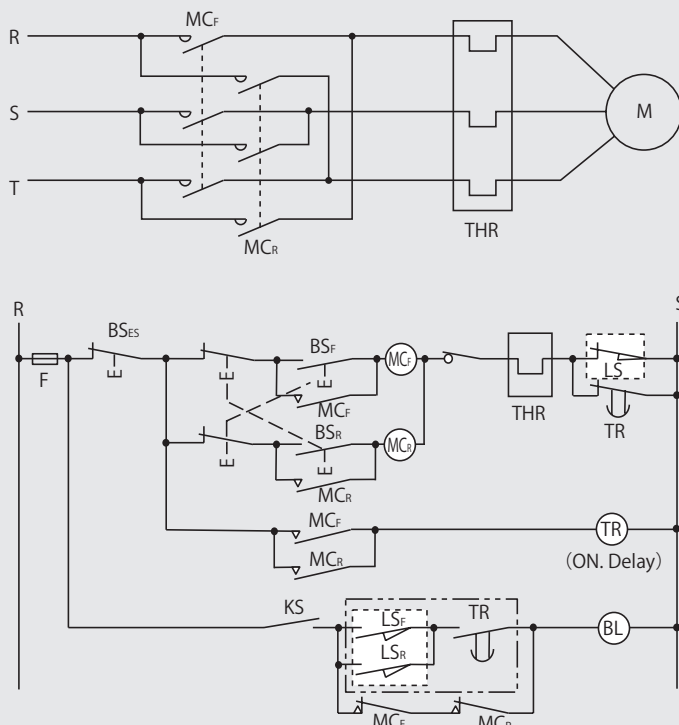 MCF
R
S
M
T
MCR
THR
R
S
BSES
BSF
MCF
F
LS
MCF
THR
TR
BSR
MCR
MCR
MCF
TR
MCR
(ON. Delay)
KS
LSF
TR
BL
LSR
MCF
MCR